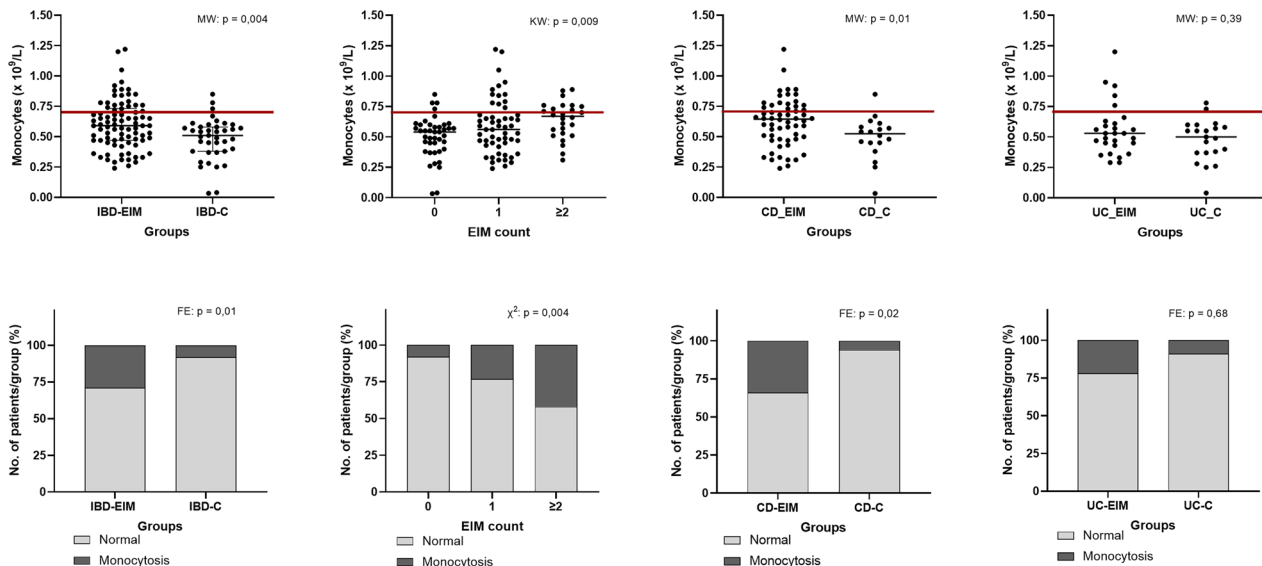 MW: p = 0,004
Monocytes (x 10⁹/L)
1.50
1.25
1.00
0.75
0.50
0.25
0.00
IBD-EIM IBD-C
Groups
KW: p = 0,009
Monocytes (x 10⁹/L)
1.50
1.25
1.00
0.75
0.50
0.25
0.00
0 1 ≥2
EIM count
MW: p = 0,01
Monocytes (x 10⁹/L)
1.50
1.25
1.00
0.75
0.50
0.25
0.00
CD_EIM CD_C
Groups
MW: p = 0,39
Monocytes (x 10⁹/L)
1.50
1.25
1.00
0.75
0.50
0.25
0.00
UC_EIM UC_C
Groups
FE: p = 0,01
No. of patients/group (%)
100
75
50
25
0
IBD-EIM IBD-C
Groups
Normal
Monocytosis
χ²: p = 0,004
No. of patients/group (%)
100
75
50
25
0
0 1 ≥2
EIM count
Normal
Monocytosis
FE: p = 0,02
No. of patients/group (%)
100
75
50
25
0
CD-EIM CD-C
Groups
Normal
Monocytosis
FE: p = 0,68
No. of patients/group (%)
100
75
50
25
0
UC-EIM UC-C
Groups
Normal
Monocytosis